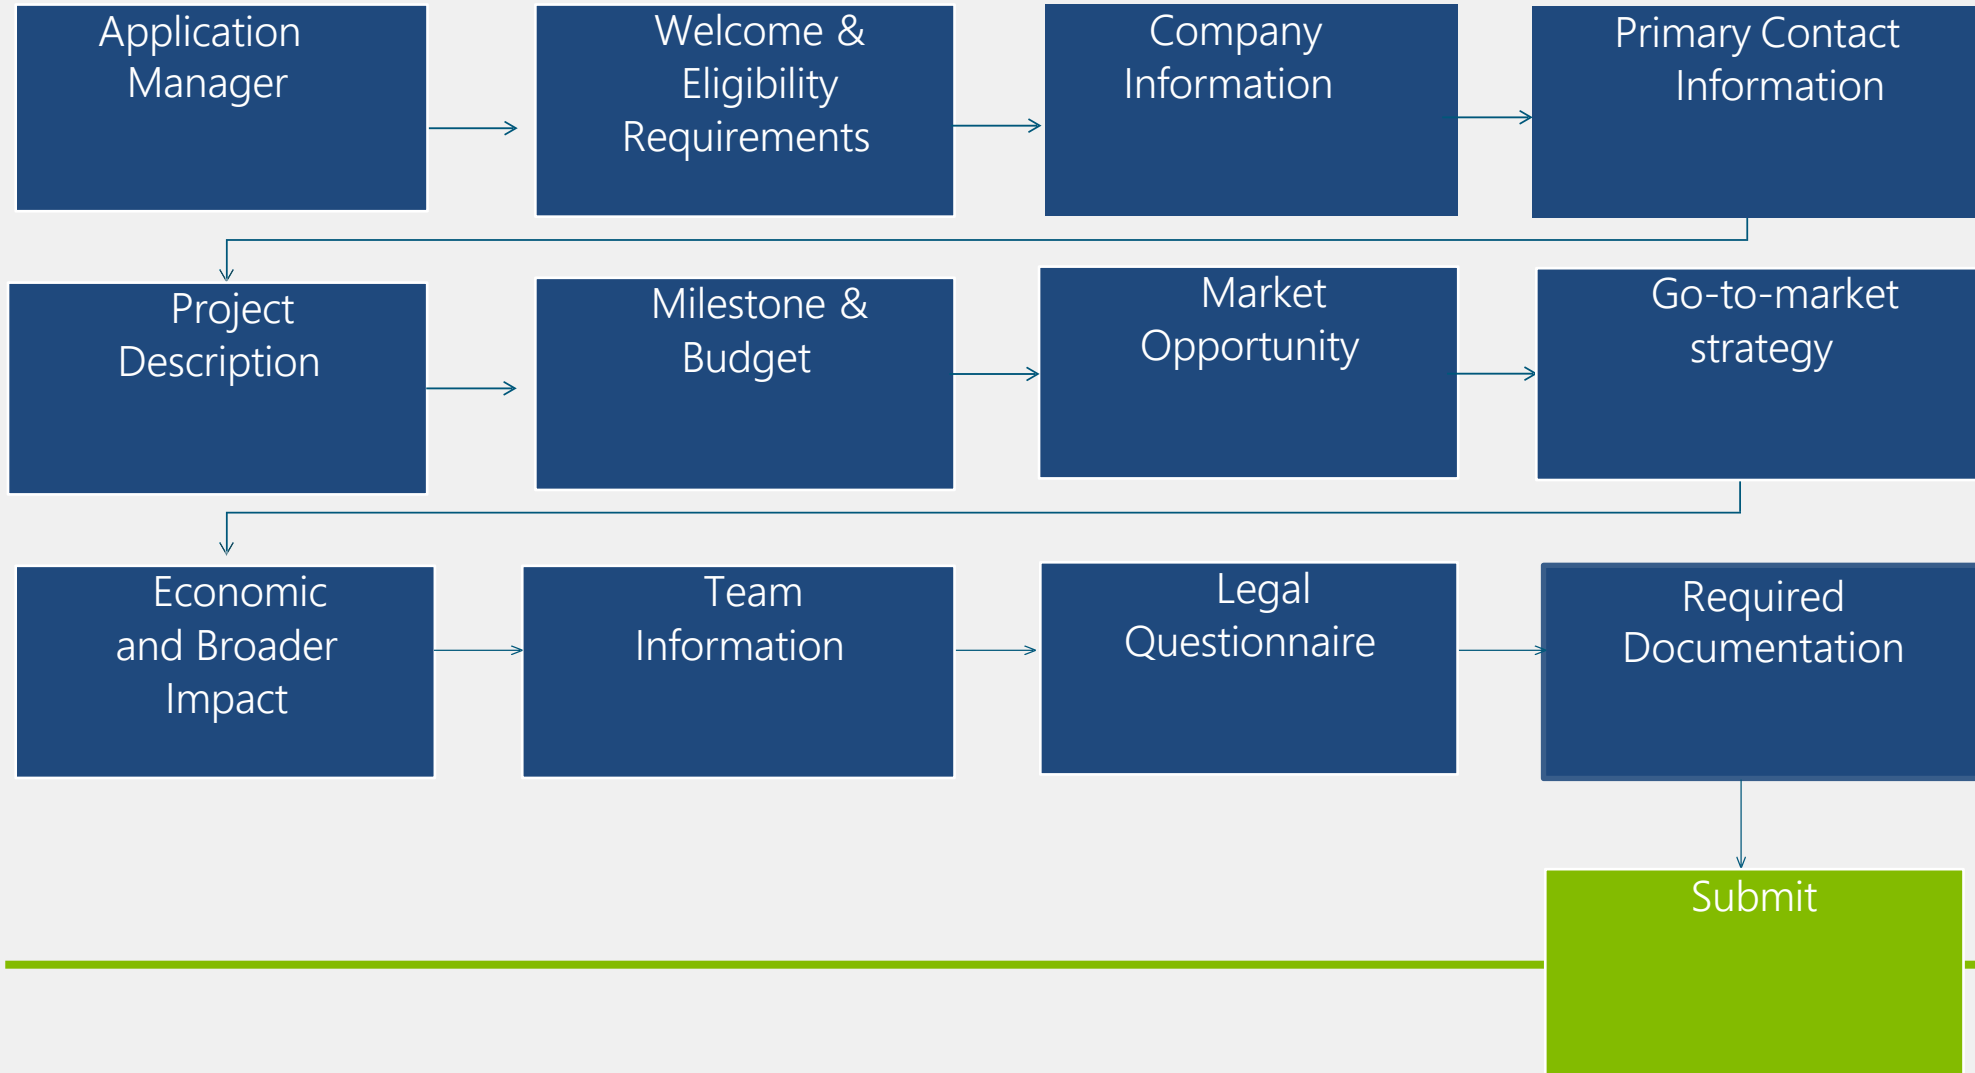 Application
Manager
Welcome &
Eligibility
Requirements
Company
Information
Primary Contact
Information
Project
Description
Milestone &
Budget
Market
Opportunity
Go-to-market
strategy
Economic
and Broader
Impact
Team
Information
Legal
Questionnaire
Required
Documentation
Submit